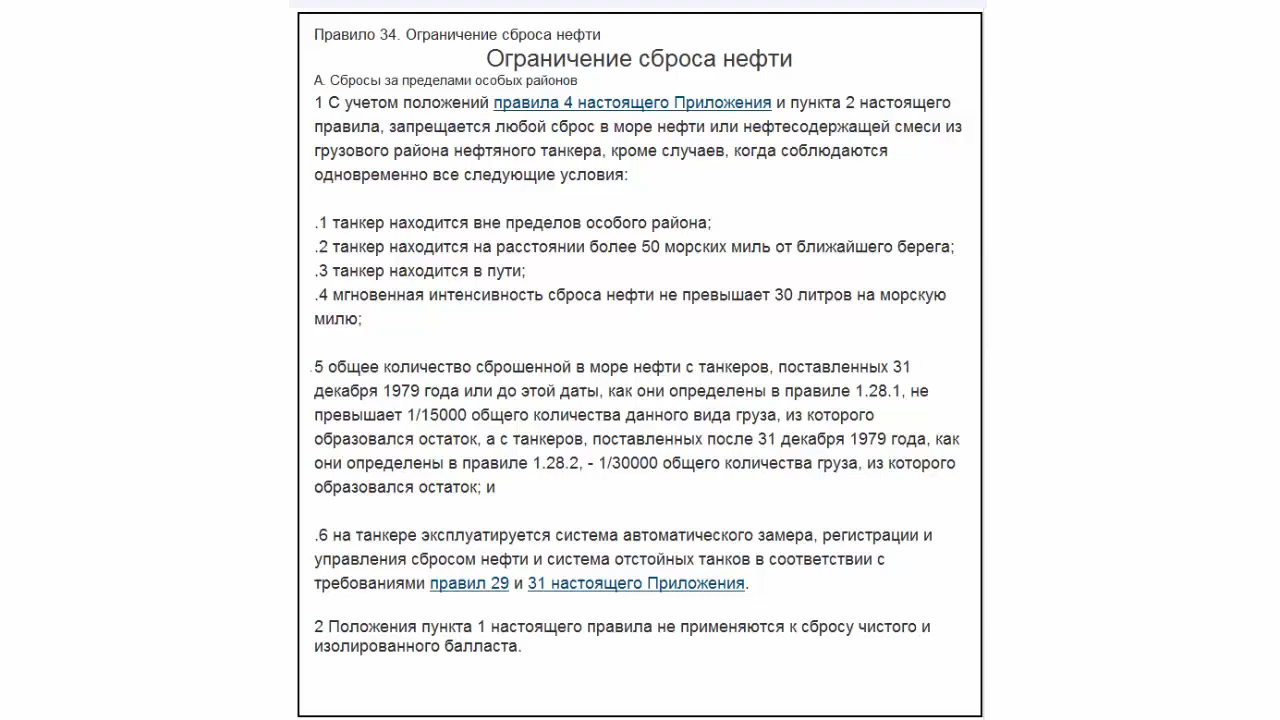 Правило 34. Ограничение сброса нефти
Ограничение сброса нефти
А. Сбросы за пределами особых районов
1 С учетом положений правила 4 настоящего Приложения и пункта 2 настоящего
правила, запрещается любой сброс в море нефти или нефтесодержащей смеси из
грузового района нефтяного танкера, кроме случаев, когда соблюдаются
одновременно все следующие условия:
.1 танкер находится вне пределов особого района;
.2 танкер находится на расстоянии более 50 морских миль от ближайшего берега;
.3 танкер находится в пути;
.4 мгновенная интенсивность сброса нефти не превышает 30 литров на морскую
милю;
.5 общее количество сброшенной в море нефти с танкеров, поставленных 31
декабря 1979 года или до этой даты, как они определены в правиле 1.28.1, не
превышает 1/15000 общего количества данного вида груза, из которого
образовался остаток, а с танкеров, поставленных после 31 декабря 1979 года, как
они определены в правиле 1.28.2, - 1/30000 общего количества груза, из которого
образовался остаток; и
.6 на танкере эксплуатируется система автоматического замера, регистрации и
управления сбросом нефти и система отстойных танков в соответствии с
требованиями правил 29 и 31 настоящего Приложения.
2 Положения пункта 1 настоящего правила не применяются к сбросу чистого и
изолированного балласта.